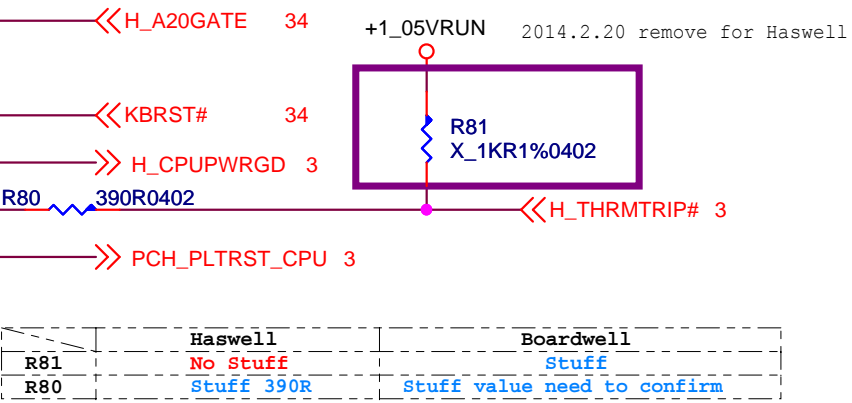 H_A20GATE 34
+1_05VRUN 2014.2.20 remove for Haswell
KBRST# 34
R81
X_1KR1%0402
H_CPUPWRGD 3
R80 390R0402
H_THRMTRIP# 3
PCH_PLTRST_CPU 3
Haswell Boardwell
R81 No Stuff Stuff
R80 Stuff 390R Stuff value need to confirm